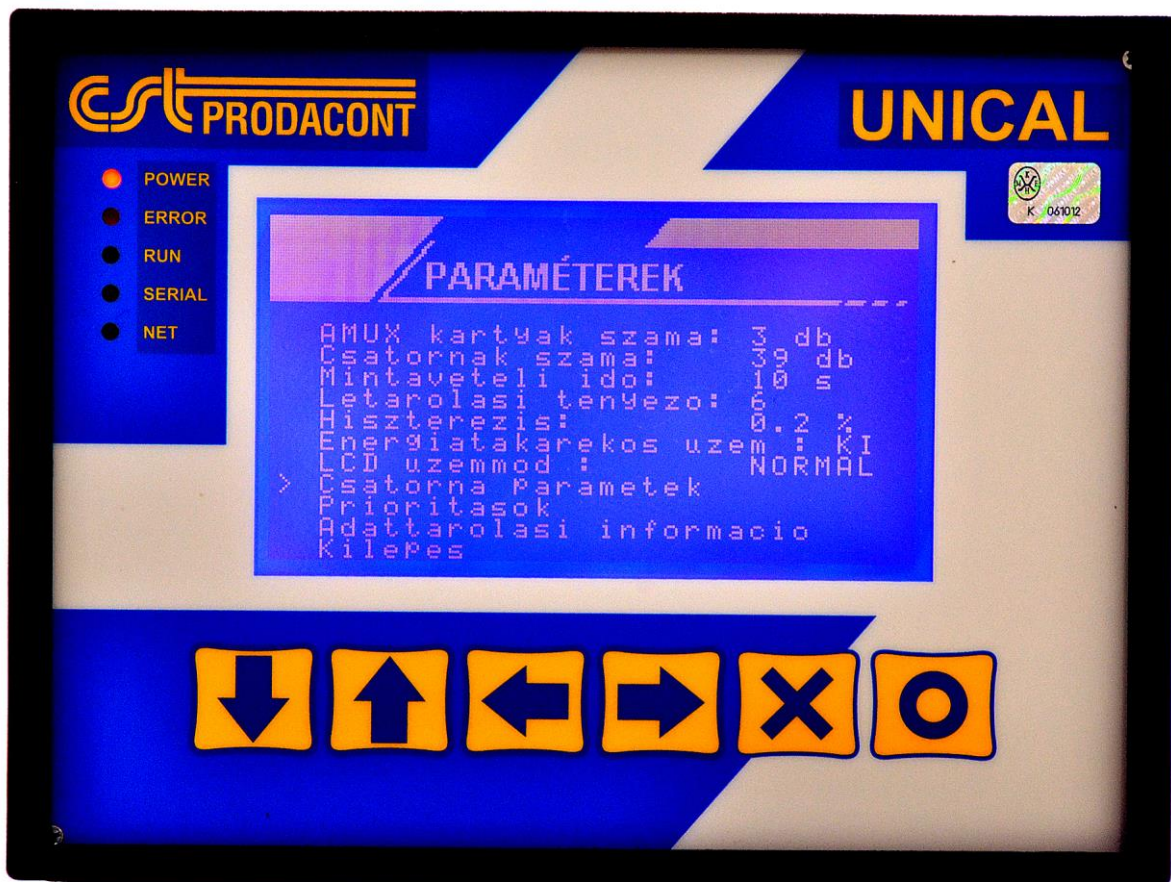 cst PRODACONT
UNICAL
POWER
ERROR
RUN
SERIAL
NET
N K E H
K 061012
PARAMÉTEREK
AMUX kartyak szama: 3 db
Csatornak szama: 39 db
Mintaveteli ido: 10 s
Letarolasi tenyezo: 6
Hiszterezis: 0.2 %
Energiatakarekos uzem : KI
LCD uzemmod : NORMAL
> Csatorna parametek
Prioritasok
Adattarolasi informacio
Kilepes